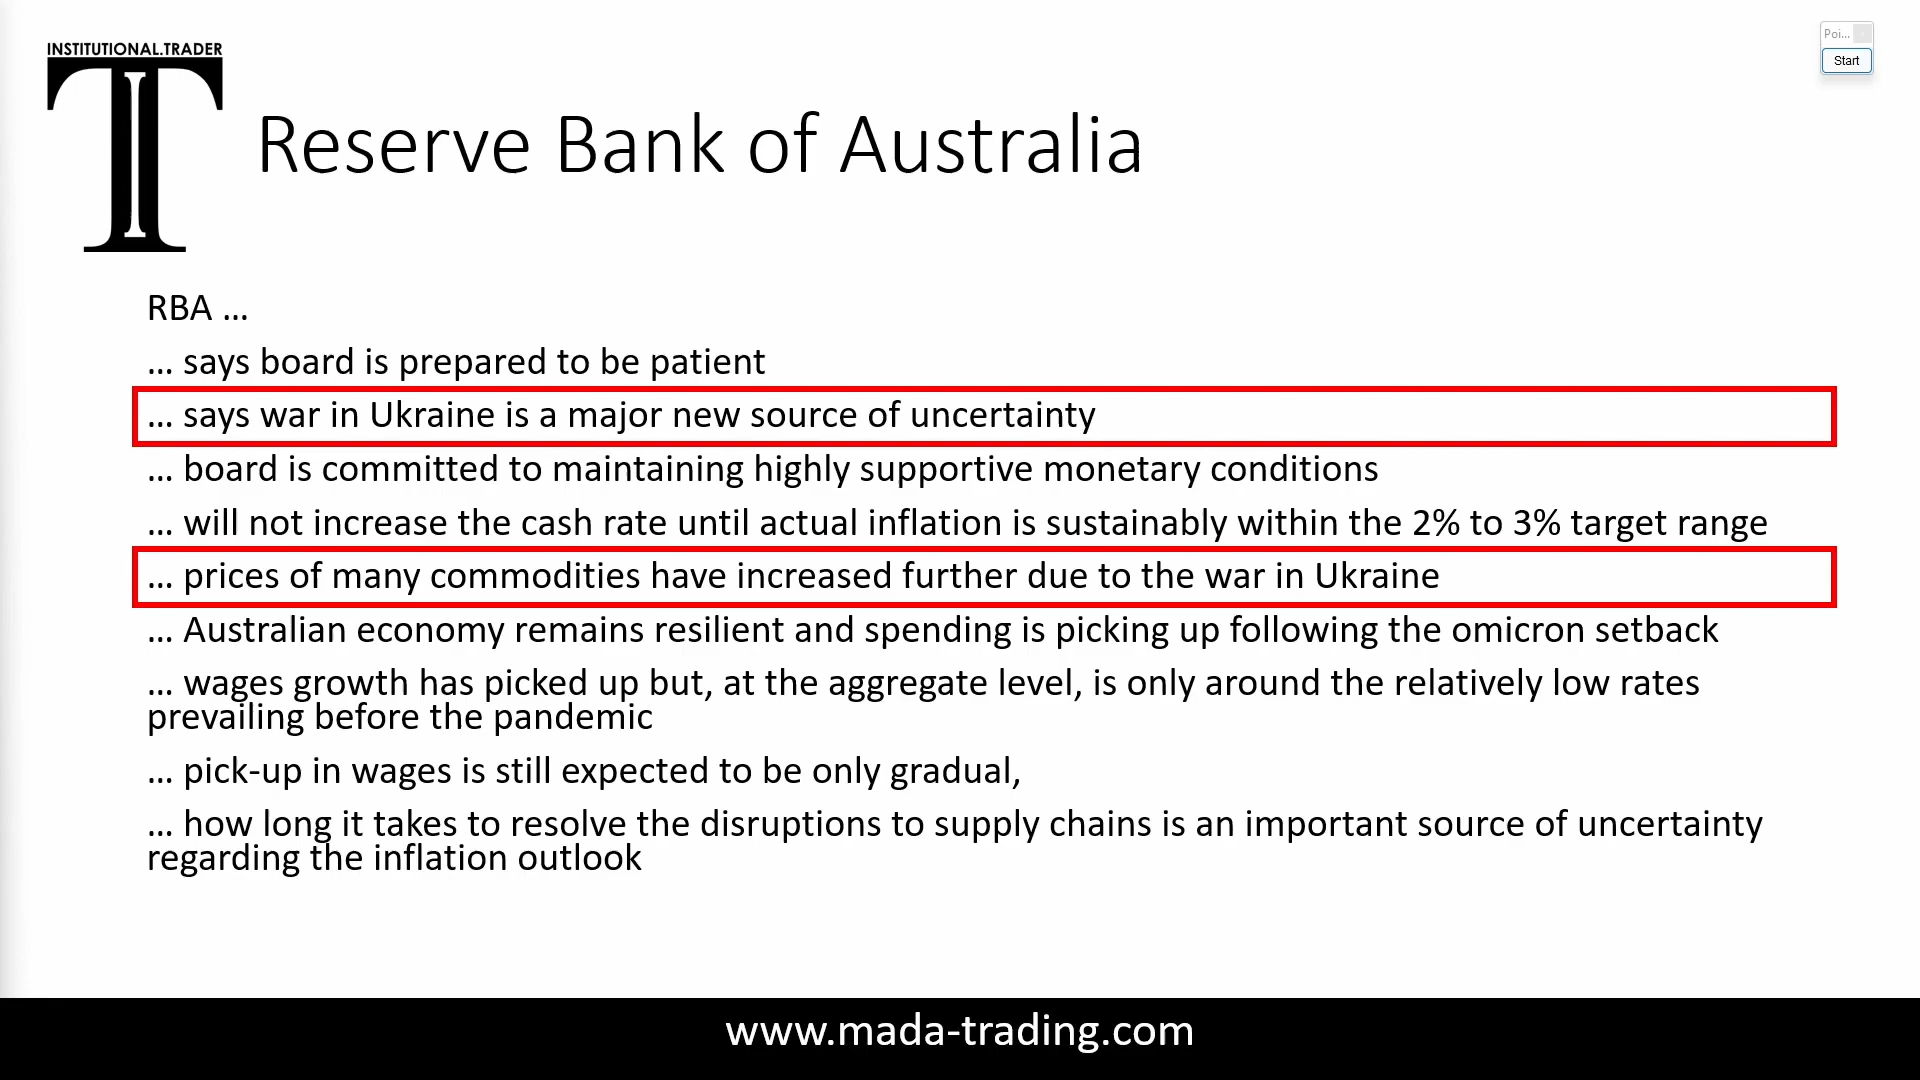 INSTITUTIONAL.TRADER
Poi...
Start
Reserve Bank of Australia
RBA ...
... says board is prepared to be patient
... says war in Ukraine is a major new source of uncertainty
... board is committed to maintaining highly supportive monetary conditions
... will not increase the cash rate until actual inflation is sustainably within the 2% to 3% target range
... prices of many commodities have increased further due to the war in Ukraine
... Australian economy remains resilient and spending is picking up following the omicron setback
... wages growth has picked up but, at the aggregate level, is only around the relatively low rates
prevailing before the pandemic
... pick-up in wages is still expected to be only gradual,
... how long it takes to resolve the disruptions to supply chains is an important source of uncertainty
regarding the inflation outlook
www.mada-trading.com